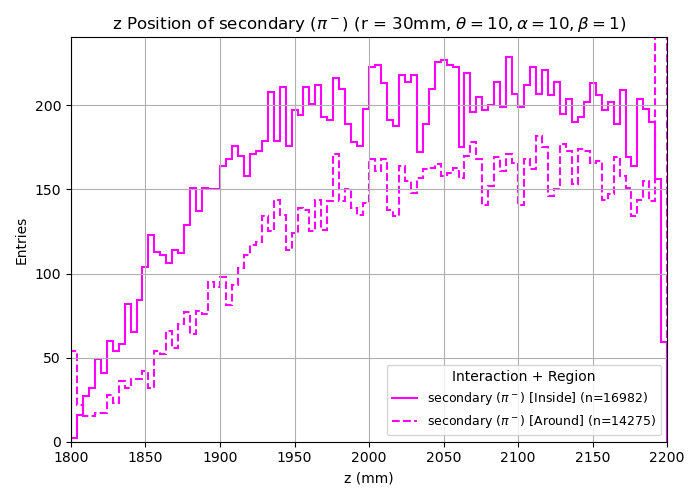 z Position of secondary (π⁻) (r = 30mm, θ = 10, α = 10, β = 1)
Entries
200
150
100
50
0
1800 1850 1900 1950 2000 2050 2100 2150 2200
z (mm)
Interaction + Region
secondary (π⁻) [Inside] (n=16982)
secondary (π⁻) [Around] (n=14275)